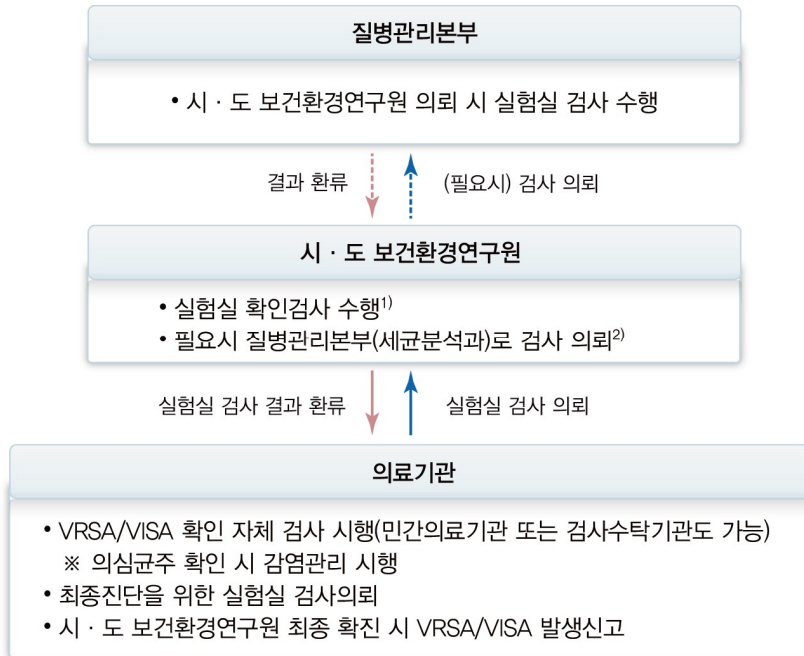 질병관리본부
• 시 · 도 보건환경연구원 의뢰 시 실험실 검사 수행
결과 환류
(필요시) 검사 의뢰
시 · 도 보건환경연구원
• 실험실 확인검사 수행1)
• 필요시 질병관리본부(세균분석과)로 검사 의뢰2)
실험실 검사 결과 환류
실험실 검사 의뢰
의료기관
• VRSA/VISA 확인 자체 검사 시행(민간의료기관 또는 검사수탁기관도 가능)
※ 의심균주 확인 시 감염관리 시행
• 최종진단을 위한 실험실 검사의뢰
• 시 · 도 보건환경연구원 최종 확진 시 VRSA/VISA 발생신고